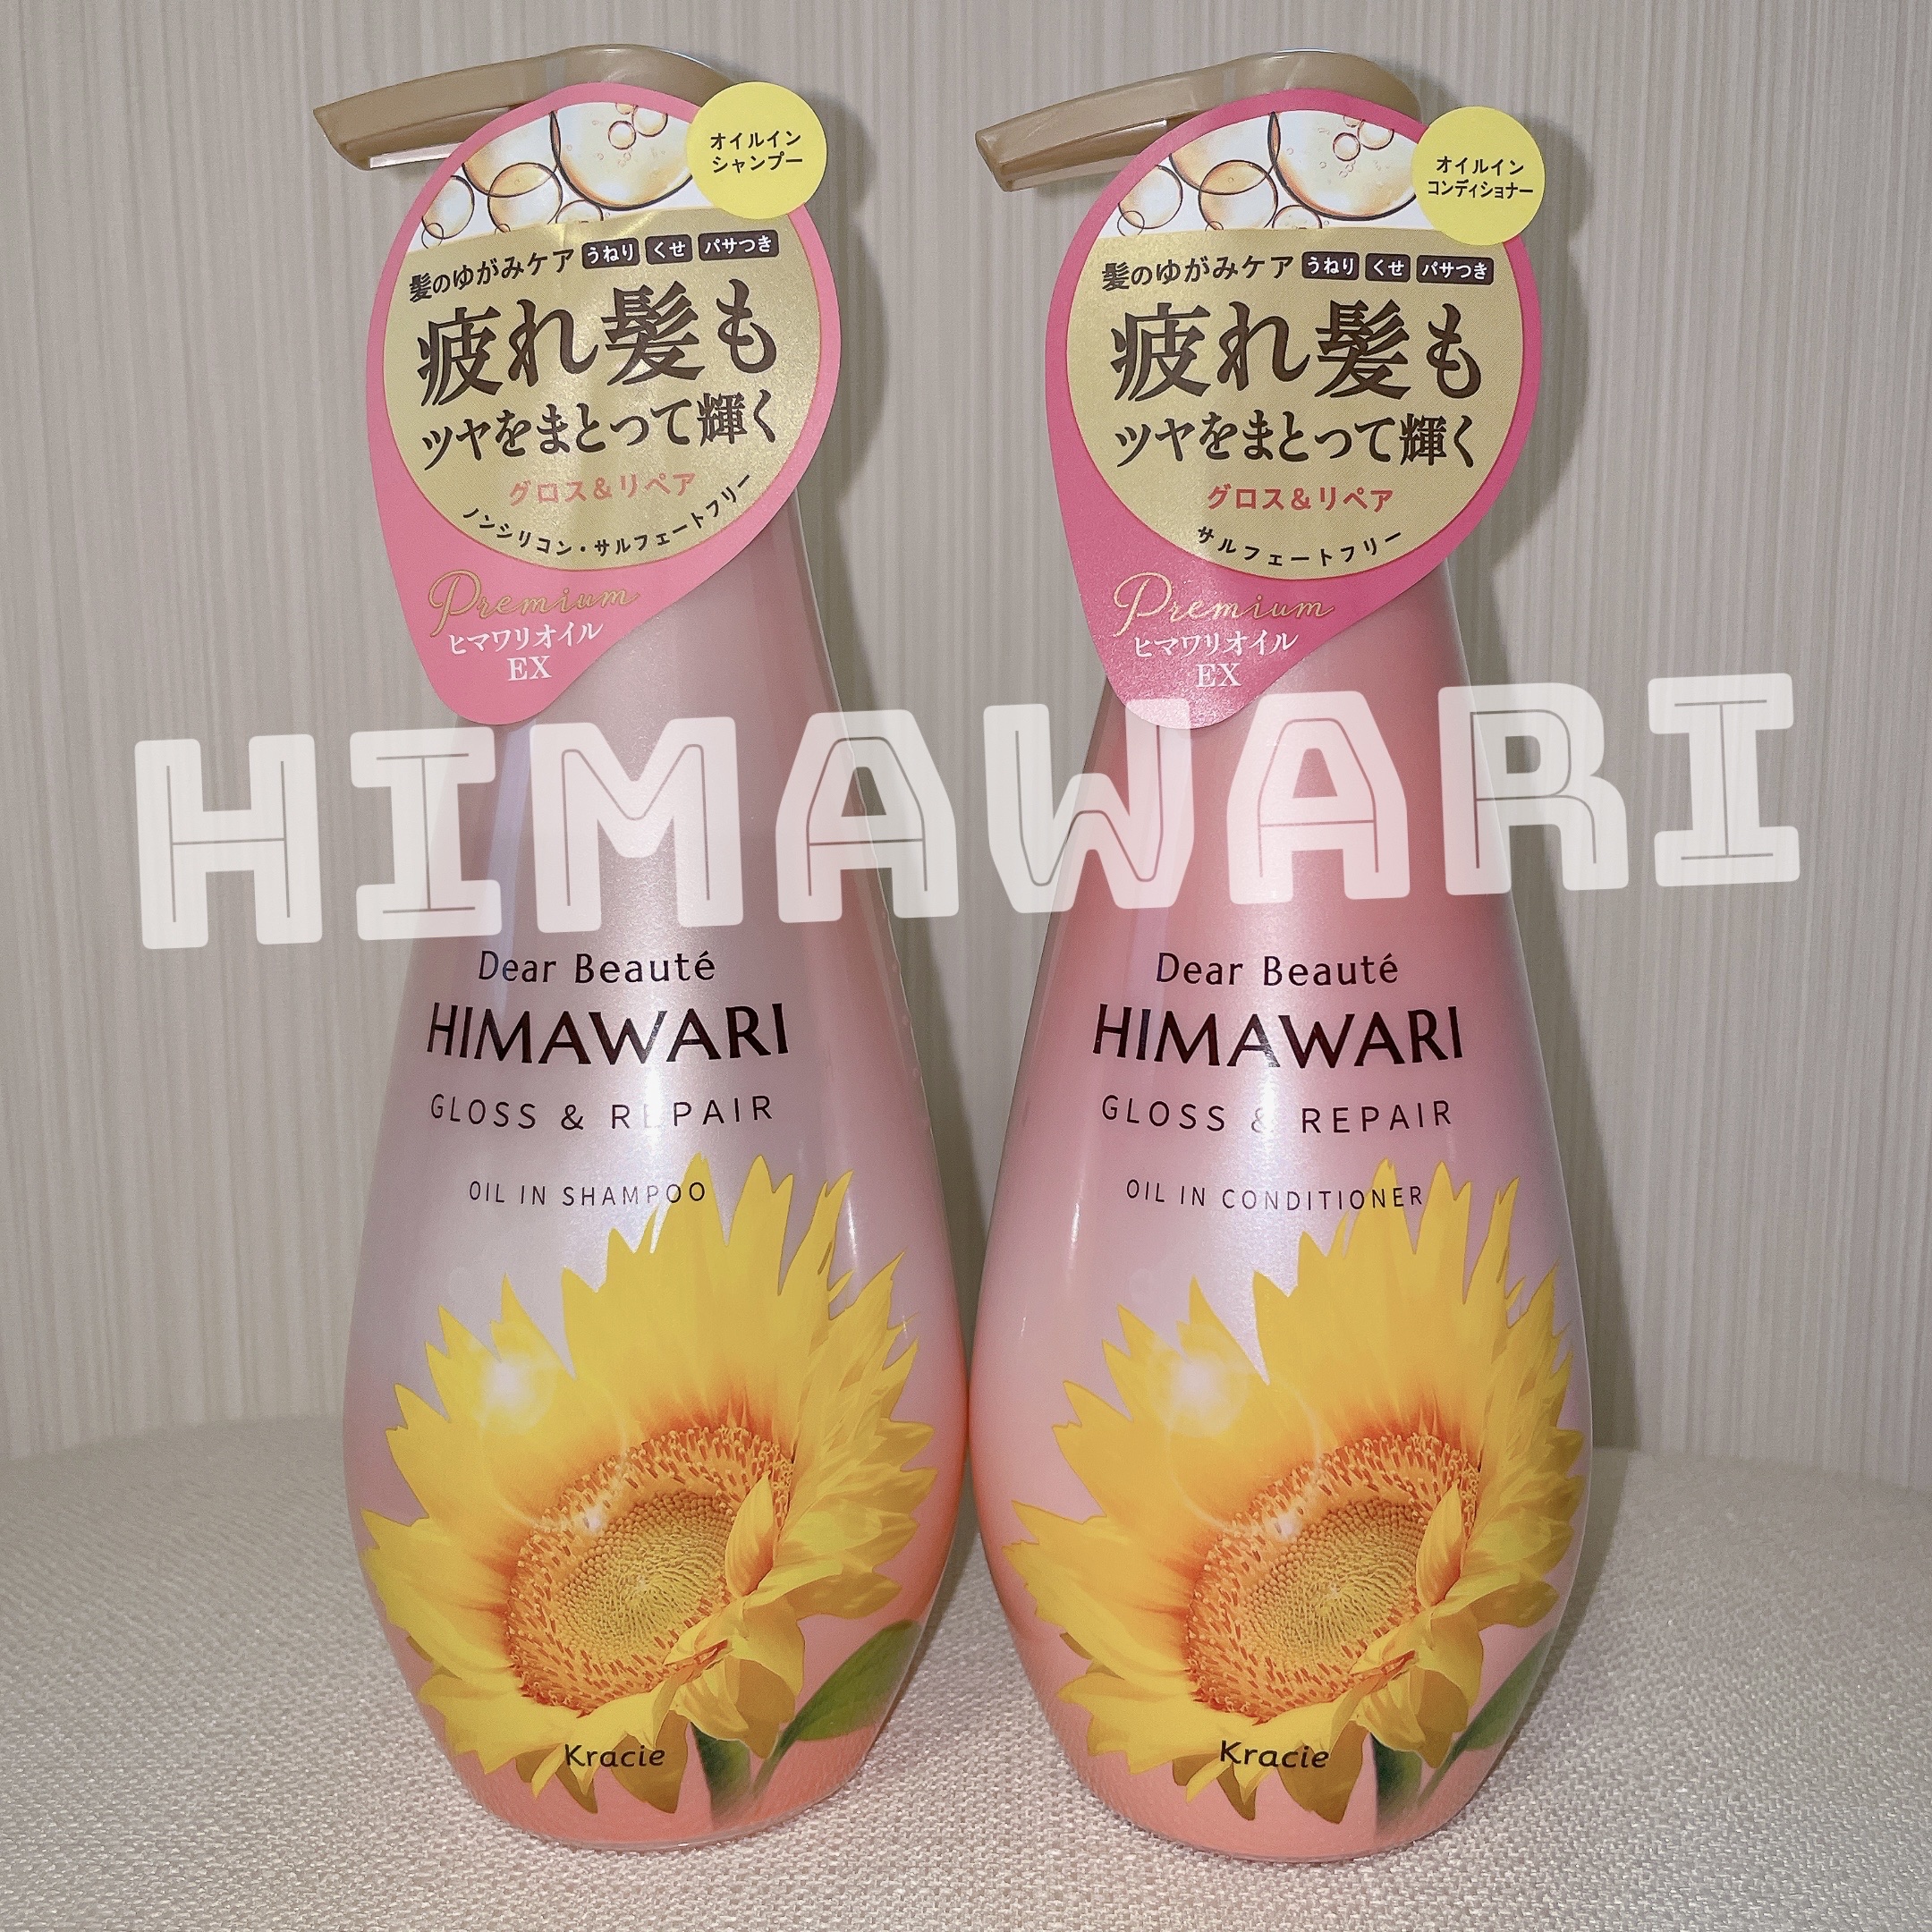 オイルイン
シャンプー
髪のゆがみケア うねり くせ パサつき
疲れ髪も
ツヤをまとって輝く
グロス&リペア
ノンシリコン・サルフェートフリー
Premium
ヒマワリオイル
EX
オイルイン
コンディショナー
髪のゆがみケア うねり くせ パサつき
疲れ髪も
ツヤをまとって輝く
グロス&リペア
サルフェートフリー
Premium
ヒマワリオイル
EX
HIMAWARI
Dear Beauté
HIMAWARI
GLOSS & REPAIR
OIL IN SHAMPOO
Kracie
Dear Beauté
HIMAWARI
GLOSS & REPAIR
OIL IN CONDITIONER
Kracie